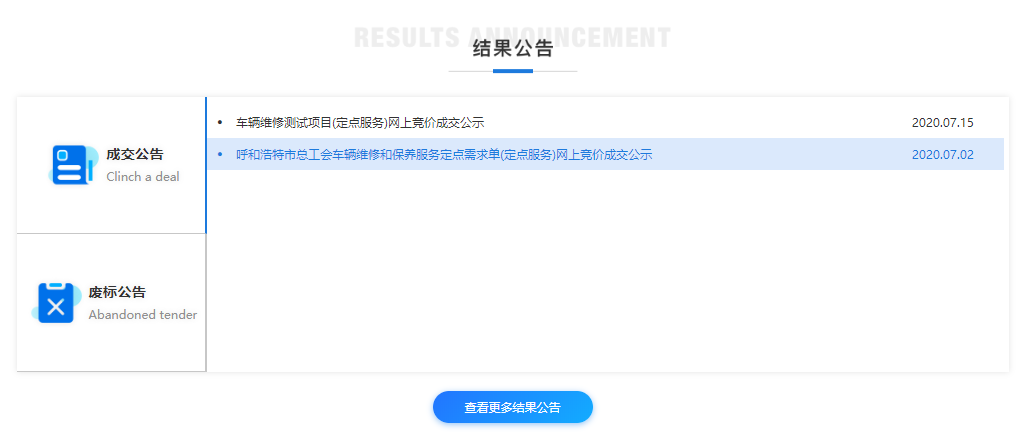 RESULTS ANNOUNCEMENT
结果公告
成交公告
Clinch a deal
废标公告
Abandoned tender
• 车辆维修测试项目(定点服务)网上竞价成交公示 2020.07.15
• 呼和浩特市总工会车辆维修和保养服务定点需求单(定点服务)网上竞价成交公示 2020.07.02
查看更多结果公告